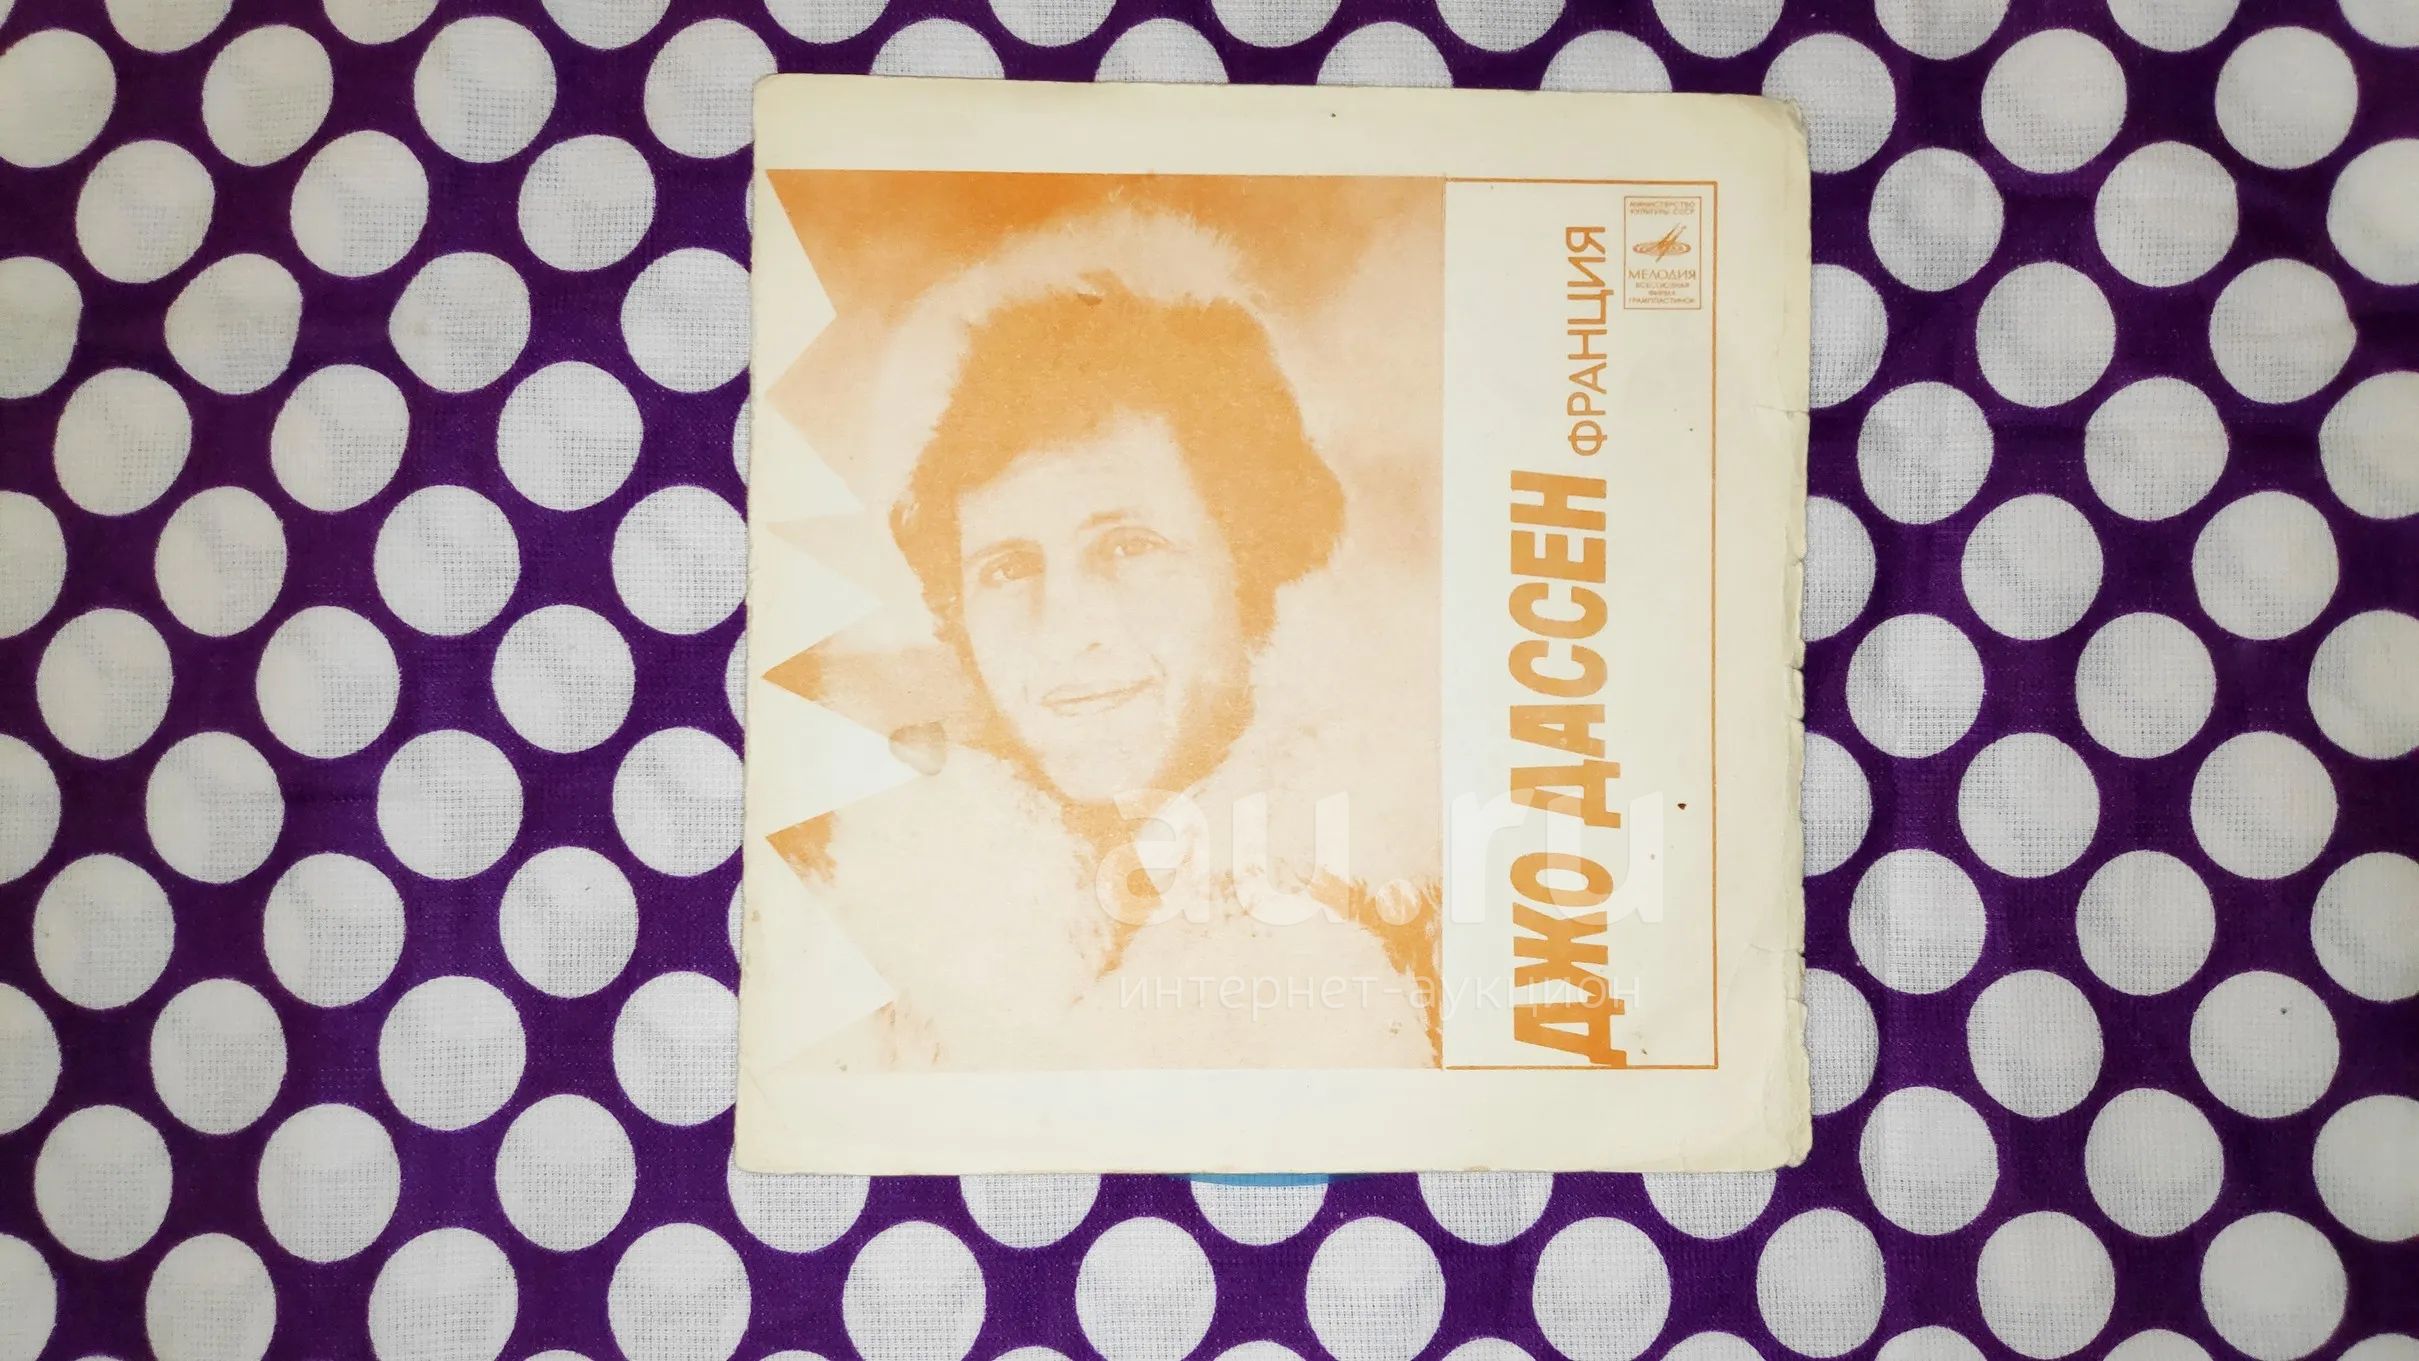 МИНИСТЕРСТВО
КУЛЬТУРЫ СССР
МЕЛОДИЯ
ВСЕСОЮЗНАЯ
ФИРМА
ГРАМПЛАСТИНОК
ДЖО ДАССЕН ФРАНЦИЯ
au.ru
интернет-аукцион